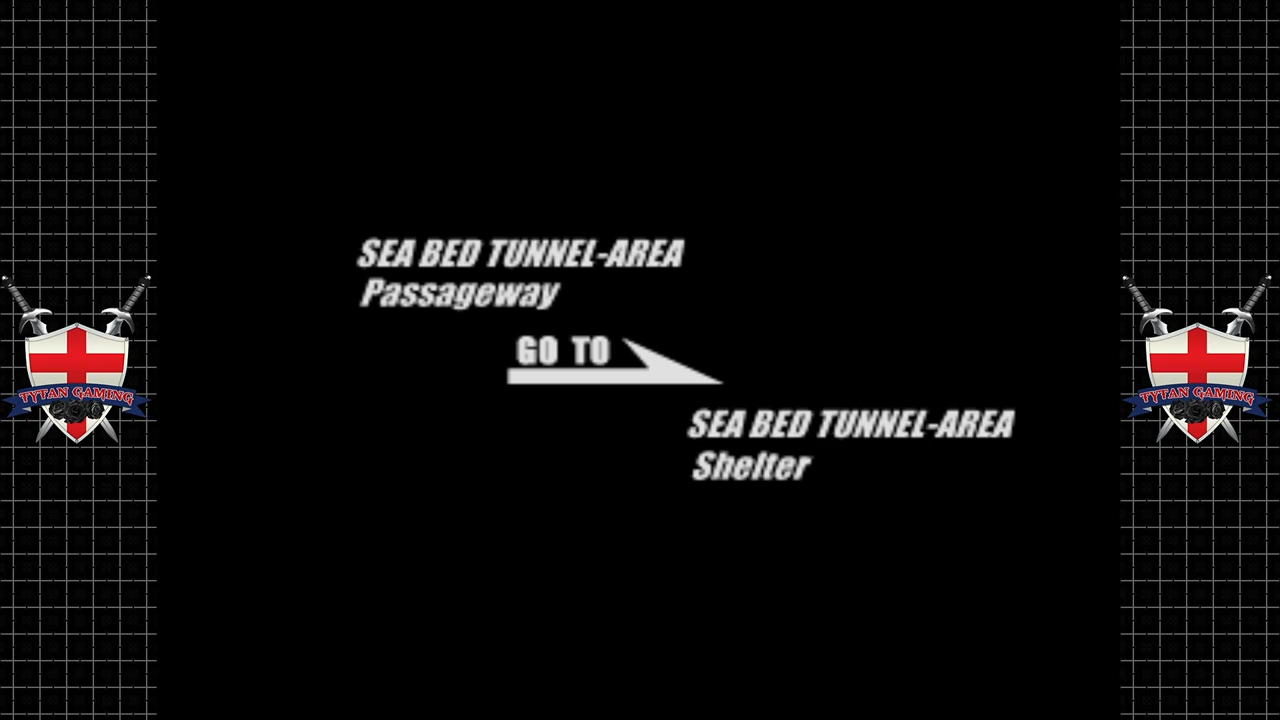 SEA BED TUNNEL-AREA
Passageway
GO TO
SEA BED TUNNEL-AREA
Shelter
TYTAN GAMING
TYTAN GAMING